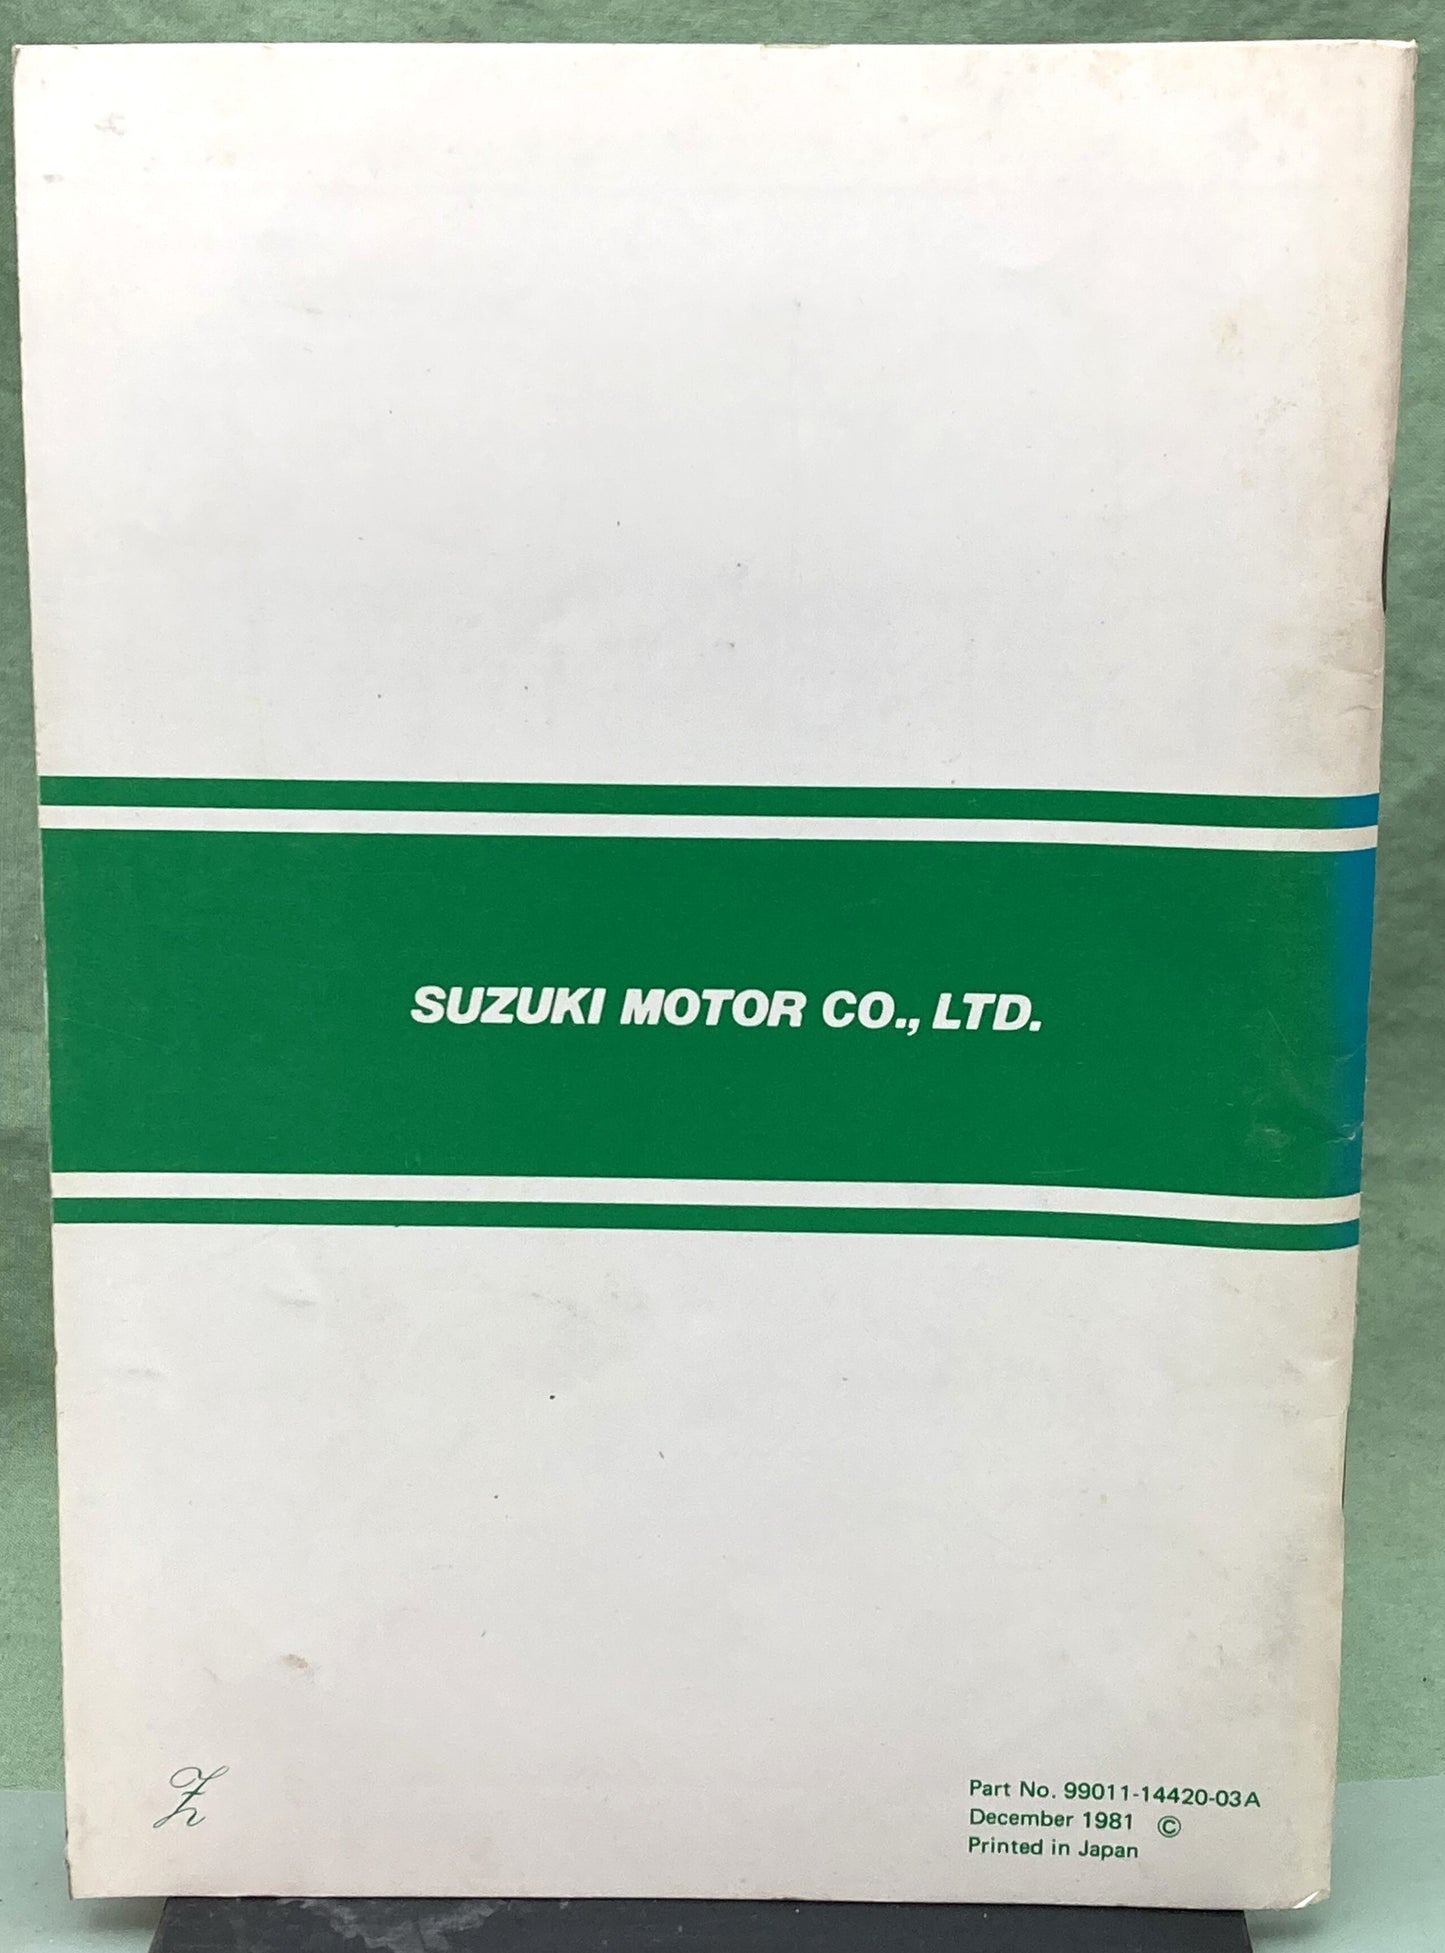 SUZUKI MOTOR CO., LTD.
Part No. 99011-14420-03A
December 1981 ©
Printed in Japan